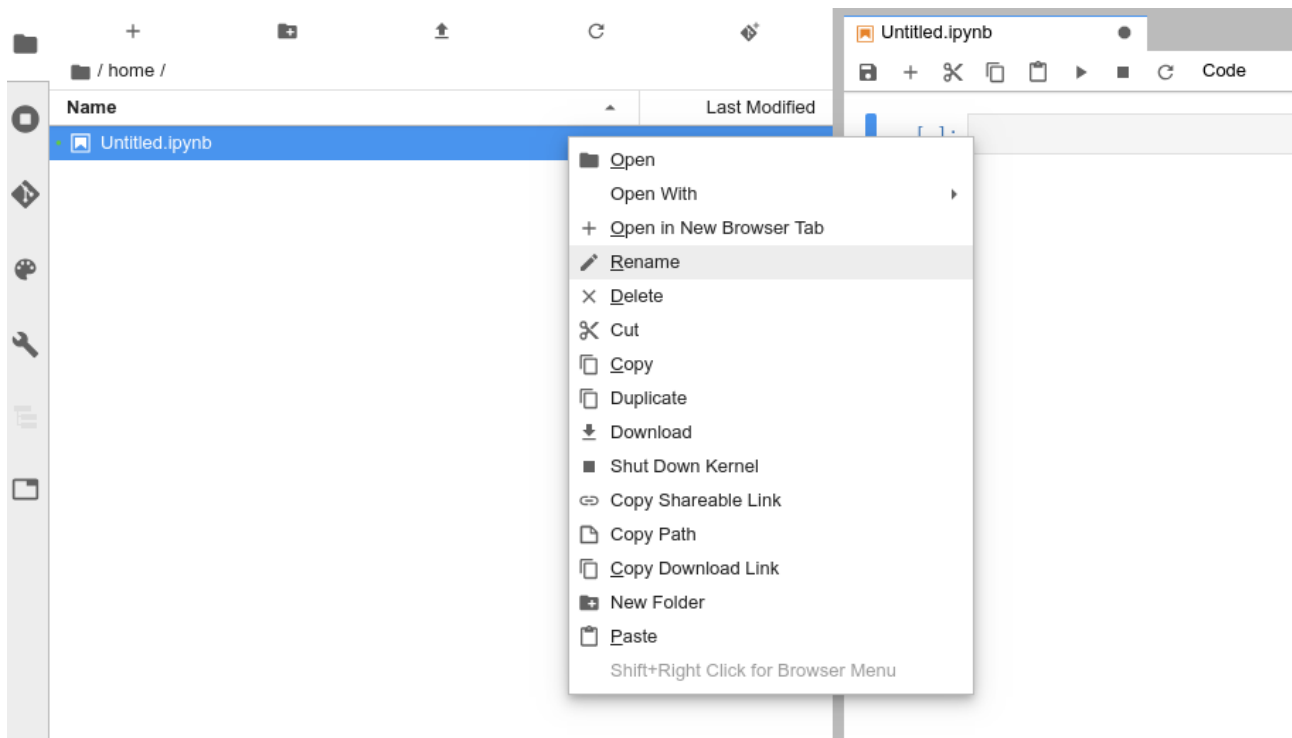 Untitled.ipynb
/ home /
Code
Name
Last Modified
Untitled.ipynb
[ ]:
Open
Open With
Open in New Browser Tab
Rename
Delete
Cut
Copy
Duplicate
Download
Shut Down Kernel
Copy Shareable Link
Copy Path
Copy Download Link
New Folder
Paste
Shift+Right Click for Browser Menu